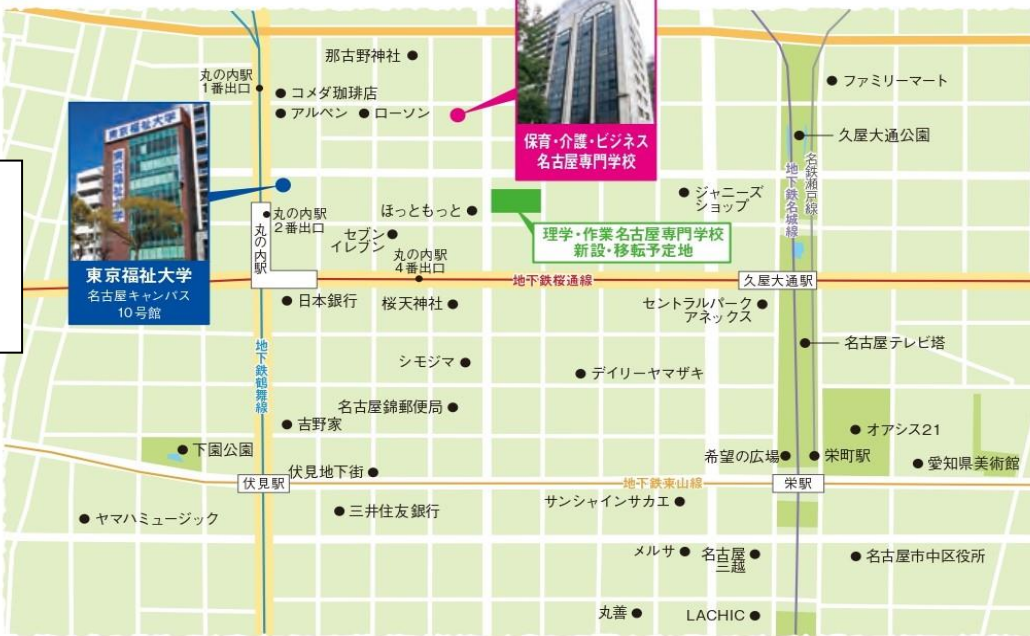 那古野神社
丸の内駅
1番出口
コメダ珈琲店
アルペン
ローソン
ファミリーマート
久屋大通公園
保育・介護・ビジネス
名古屋専門学校
東京福祉大学
東京福祉大学
地下鉄名城線
名鉄瀬戸線
ジャニーズ
ショップ
丸の内駅
2番出口
ほっともっと
セブン
イレブン
丸の内駅
4番出口
丸の内駅
理学・作業名古屋専門学校
新設・移転予定地
東京福祉大学
名古屋キャンパス
10号館
地下鉄桜通線
久屋大通駅
日本銀行
桜天神社
セントラルパーク
アネックス
名古屋テレビ塔
地下鉄鶴舞線
シモジマ
デイリーヤマザキ
名古屋錦郵便局
吉野家
オアシス21
下園公園
希望の広場
栄町駅
愛知県美術館
伏見地下街
伏見駅
地下鉄東山線
栄駅
サンシャインサカエ
三井住友銀行
ヤマハミュージック
メルサ
名古屋
三越
名古屋市中区役所
丸善
LACHIC